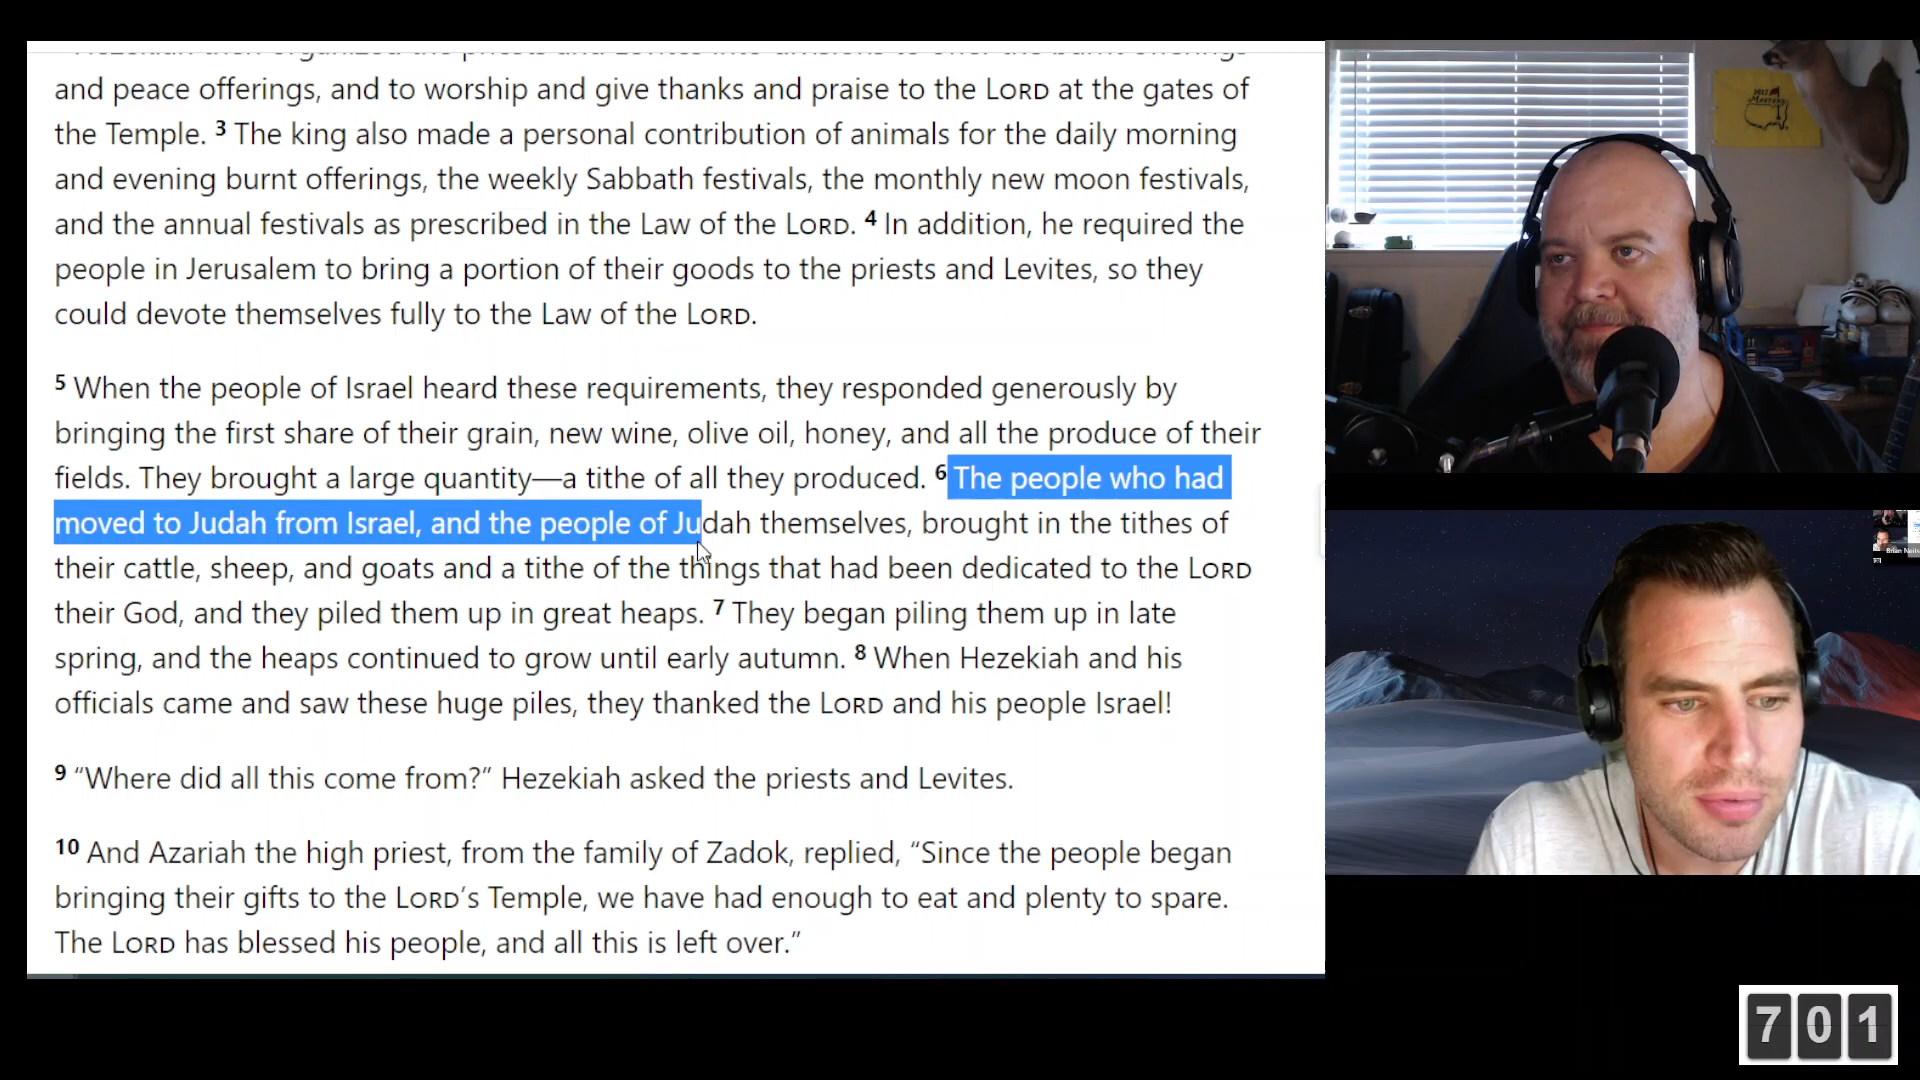 and peace offerings, and to worship and give thanks and praise to the LORD at the gates of
the Temple. 3 The king also made a personal contribution of animals for the daily morning
and evening burnt offerings, the weekly Sabbath festivals, the monthly new moon festivals,
and the annual festivals as prescribed in the Law of the LORD. 4 In addition, he required the
people in Jerusalem to bring a portion of their goods to the priests and Levites, so they
could devote themselves fully to the Law of the LORD.
5 When the people of Israel heard these requirements, they responded generously by
bringing the first share of their grain, new wine, olive oil, honey, and all the produce of their
fields. They brought a large quantity—a tithe of all they produced. 6 The people who had
moved to Judah from Israel, and the people of Judah themselves, brought in the tithes of
their cattle, sheep, and goats and a tithe of the things that had been dedicated to the LORD
their God, and they piled them up in great heaps. 7 They began piling them up in late
spring, and the heaps continued to grow until early autumn. 8 When Hezekiah and his
officials came and saw these huge piles, they thanked the LORD and his people Israel!
9 “Where did all this come from?” Hezekiah asked the priests and Levites.
10 And Azariah the high priest, from the family of Zadok, replied, “Since the people began
bringing their gifts to the LORD’s Temple, we have had enough to eat and plenty to spare.
The LORD has blessed his people, and all this is left over.”
Masters
701